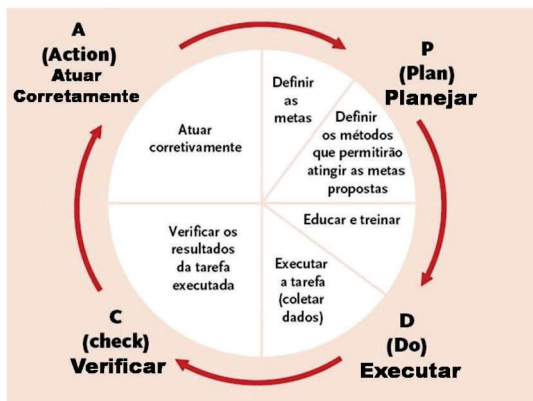 A
(Action)
Atuar
Corretamente
P
(Plan)
Planejar
Definir
as
metas
Definir
os métodos
que permitirão
atingir as metas
propostas
Atuar
corretivamente
Educar e treinar
Verificar os
resultados
da tarefa
executada
Executar
a tarefa
(coletar
dados)
C
(check)
Verificar
D
(Do)
Executar